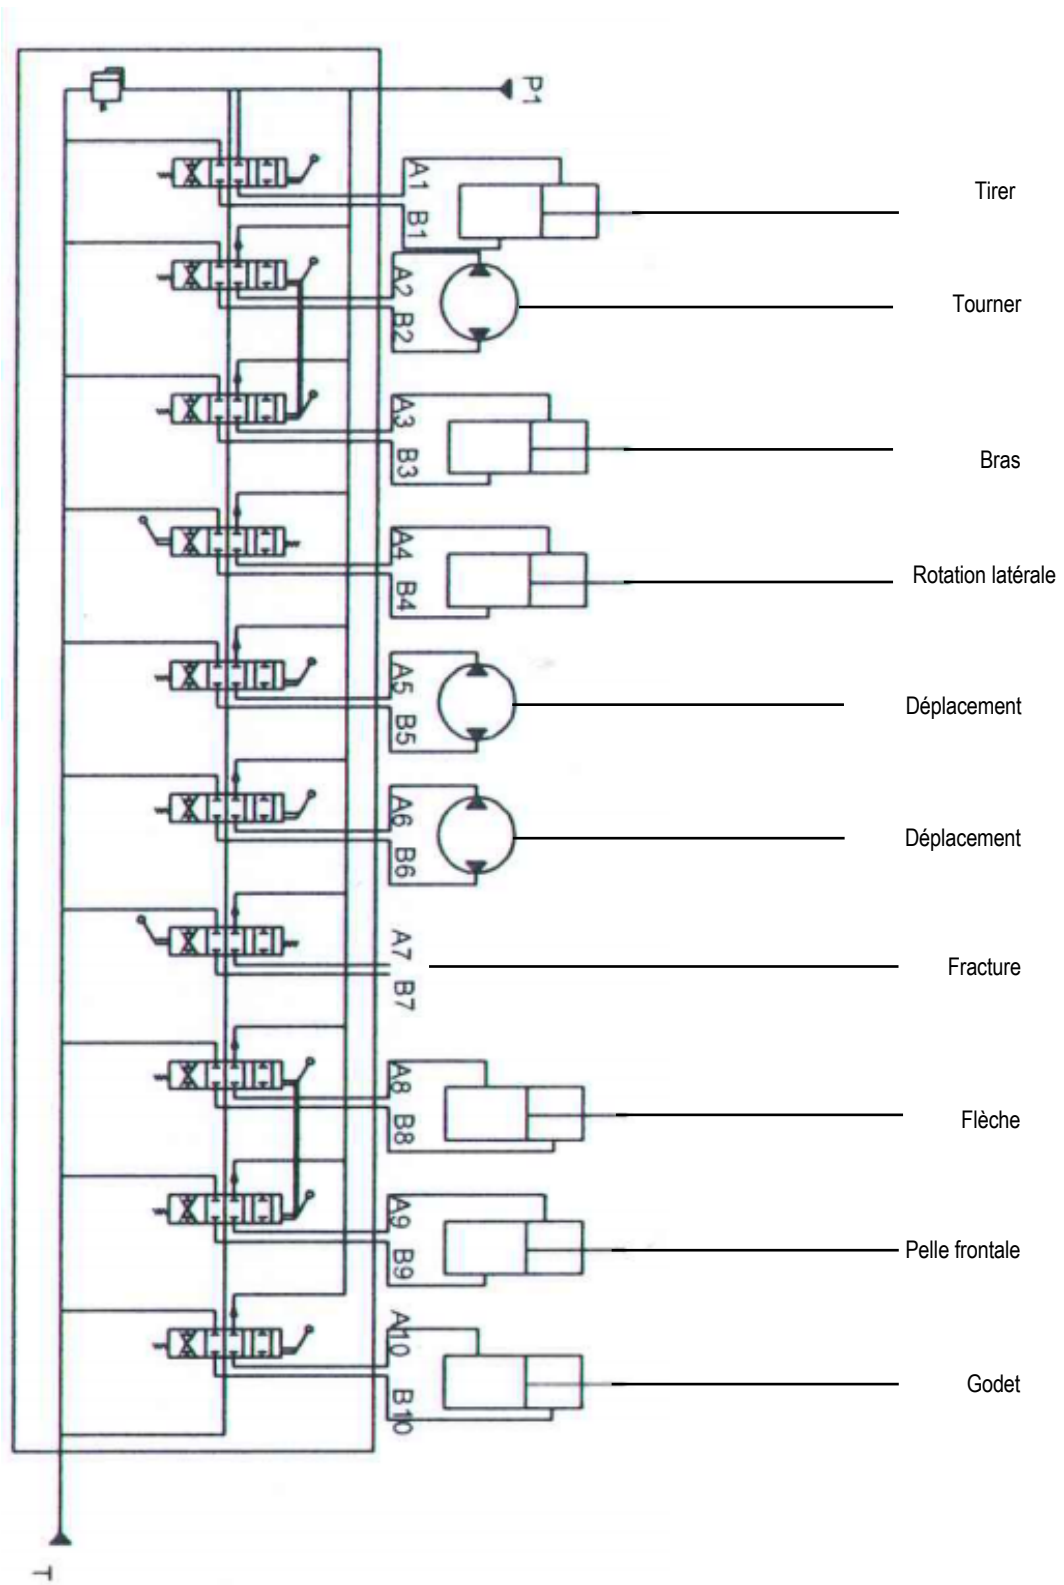 P1
A1
B1
Tirer
A2
B2
Tourner
A3
B3
Bras
A4
B4
Rotation latérale
A5
B5
Déplacement
A6
B6
Déplacement
A7
B7
Fracture
A8
B8
Flèche
A9
B9
Pelle frontale
A10
B10
Godet
T